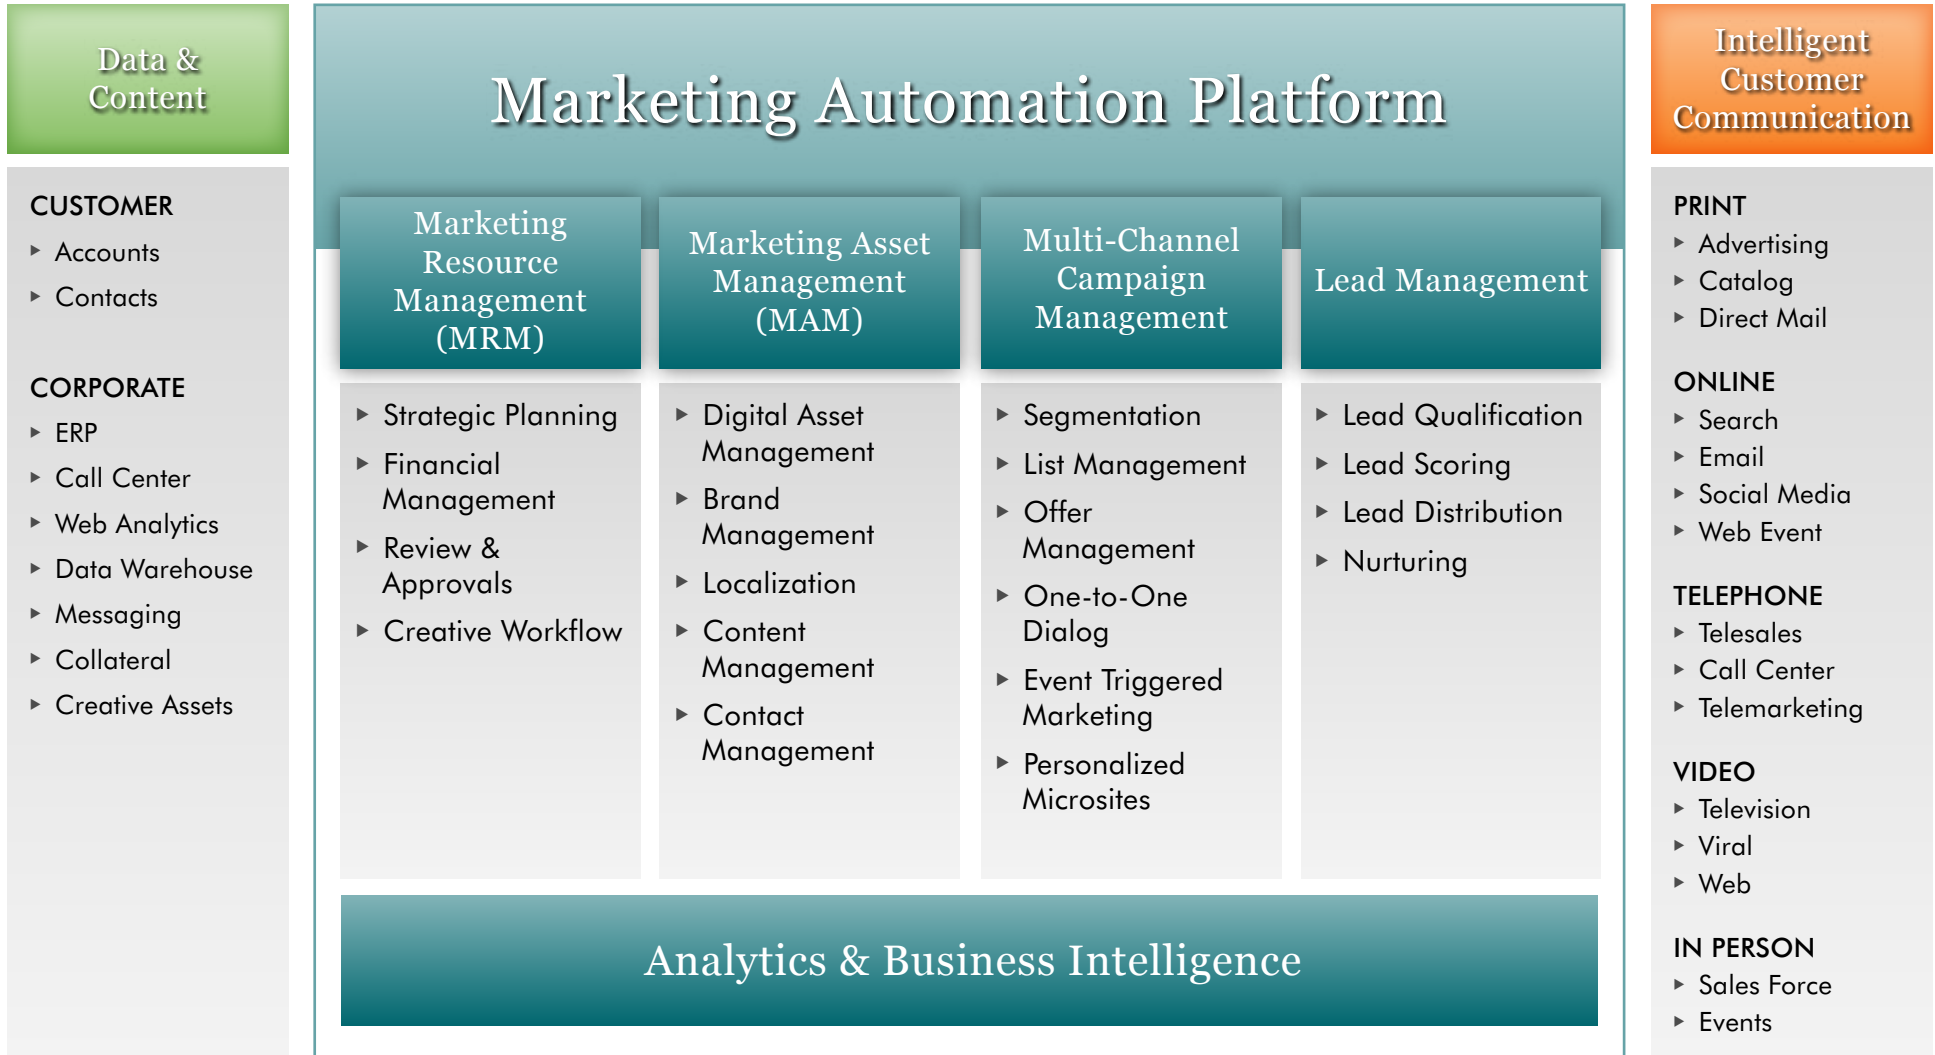 Data &
Content
CUSTOMER
Accounts
Contacts
CORPORATE
ERP
Call Center
Web Analytics
Data Warehouse
Messaging
Collateral
Creative Assets
Marketing Automation Platform
Marketing
Resource
Management
(MRM)
Strategic Planning
Financial
Management
Review &
Approvals
Creative Workflow
Marketing Asset
Management
(MAM)
Digital Asset
Management
Brand
Management
Localization
Content
Management
Contact
Management
Multi-Channel
Campaign
Management
Segmentation
List Management
Offer
Management
One-to-One
Dialog
Event Triggered
Marketing
Personalized
Microsites
Lead Management
Lead Qualification
Lead Scoring
Lead Distribution
Nurturing
Analytics & Business Intelligence
Intelligent
Customer
Communication
PRINT
Advertising
Catalog
Direct Mail
ONLINE
Search
Email
Social Media
Web Event
TELEPHONE
Telesales
Call Center
Telemarketing
VIDEO
Television
Viral
Web
IN PERSON
Sales Force
Events